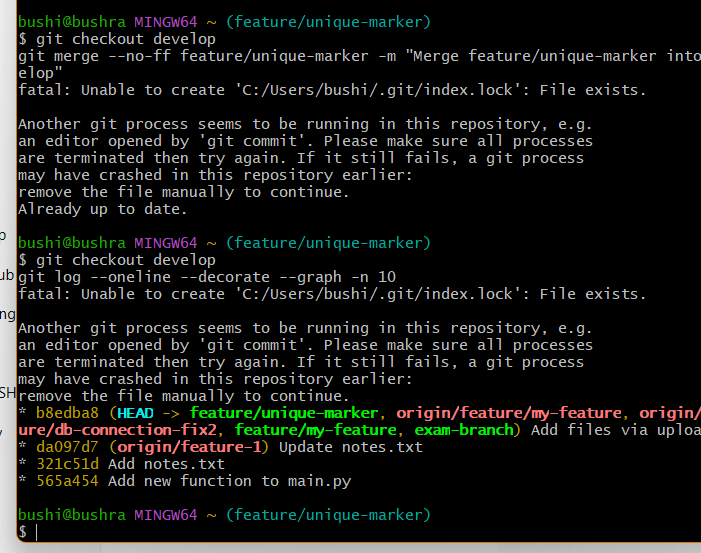 bushi@bushra MINGW64 ~ (feature/unique-marker)
$ git checkout develop
git merge --no-ff feature/unique-marker -m "Merge feature/unique-marker into
elop"
fatal: Unable to create 'C:/Users/bushi/.git/index.lock': File exists.

Another git process seems to be running in this repository, e.g.
an editor opened by 'git commit'. Please make sure all processes
are terminated then try again. If it still fails, a git process
may have crashed in this repository earlier:
remove the file manually to continue.
Already up to date.

bushi@bushra MINGW64 ~ (feature/unique-marker)
$ git checkout develop
git log --oneline --decorate --graph -n 10
fatal: Unable to create 'C:/Users/bushi/.git/index.lock': File exists.

Another git process seems to be running in this repository, e.g.
an editor opened by 'git commit'. Please make sure all processes
are terminated then try again. If it still fails, a git process
may have crashed in this repository earlier:
remove the file manually to continue.
* b8edba8 (HEAD -> feature/unique-marker, origin/feature/my-feature, origin/
ure/db-connection-fix2, feature/my-feature, exam-branch) Add files via uploa
* da097d7 (origin/feature-1) Update notes.txt
* 321c51d Add notes.txt
* 565a454 Add new function to main.py

bushi@bushra MINGW64 ~ (feature/unique-marker)
$